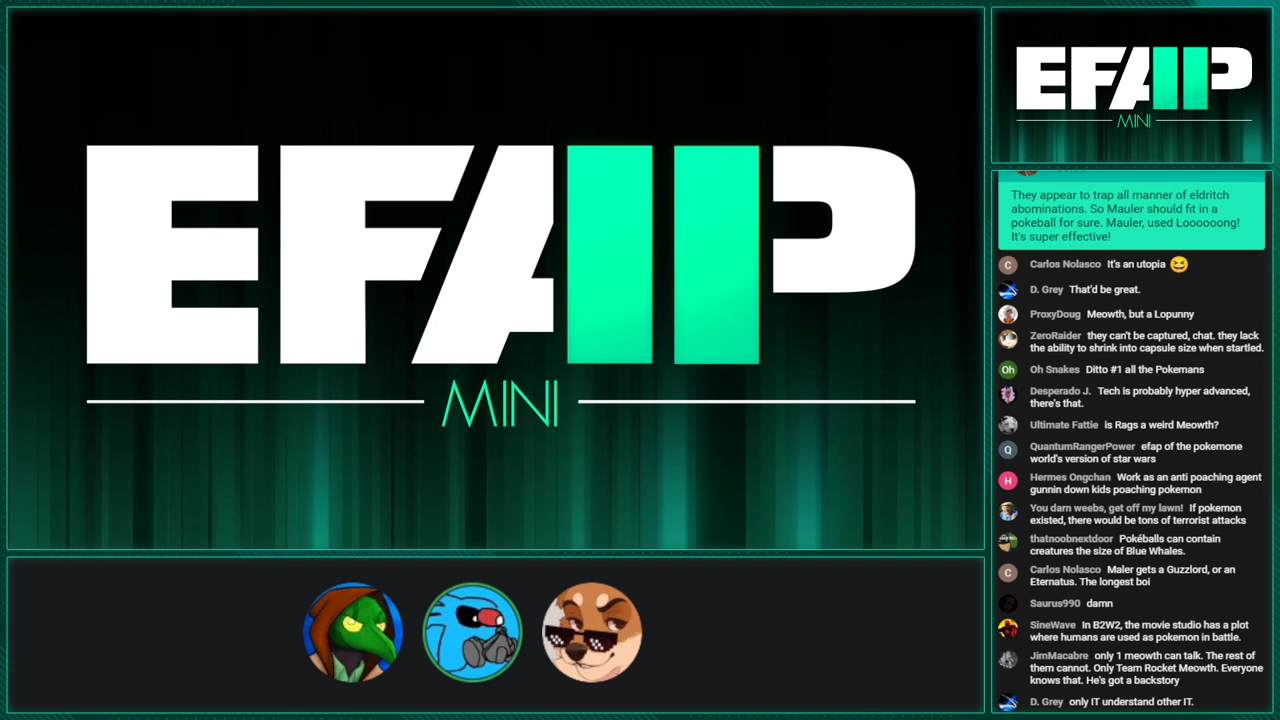 EFAP
MINI
EFAP
MINI
They appear to trap all manner of eldritch
abominations. So Mauler should fit in a
pokeball for sure. Mauler, used Loooooong!
It's super effective!
C Carlos Nolasco It's an utopia
D. Grey That'd be great.
ProxyDoug Meowth, but a Lopunny
ZeroRaider they can't be captured, chat. they lack
the ability to shrink into capsule size when startled.
Oh Oh Snakes Ditto #1 all the Pokemans
Desperado J. Tech is probably hyper advanced,
there's that.
Ultimate Fattie is Rags a weird Meowth?
Q QuantumRangerPower efap of the pokemone
world's version of star wars
H Hermes Ongchan Work as an anti poaching agent
gunnin down kids poaching pokemon
You darn weebs, get off my lawn! If pokemon
existed, there would be tons of terrorist attacks
thatnoobnextdoor Pokéballs can contain
creatures the size of Blue Whales.
C Carlos Nolasco Maler gets a Guzzlord, or an
Eternatus. The longest boi
Saurus990 damn
SineWave In B2W2, the movie studio has a plot
where humans are used as pokemon in battle.
JimMacabre only 1 meowth can talk. The rest of
them cannot. Only Team Rocket Meowth. Everyone
knows that. He's got a backstory
D. Grey only IT understand other IT.